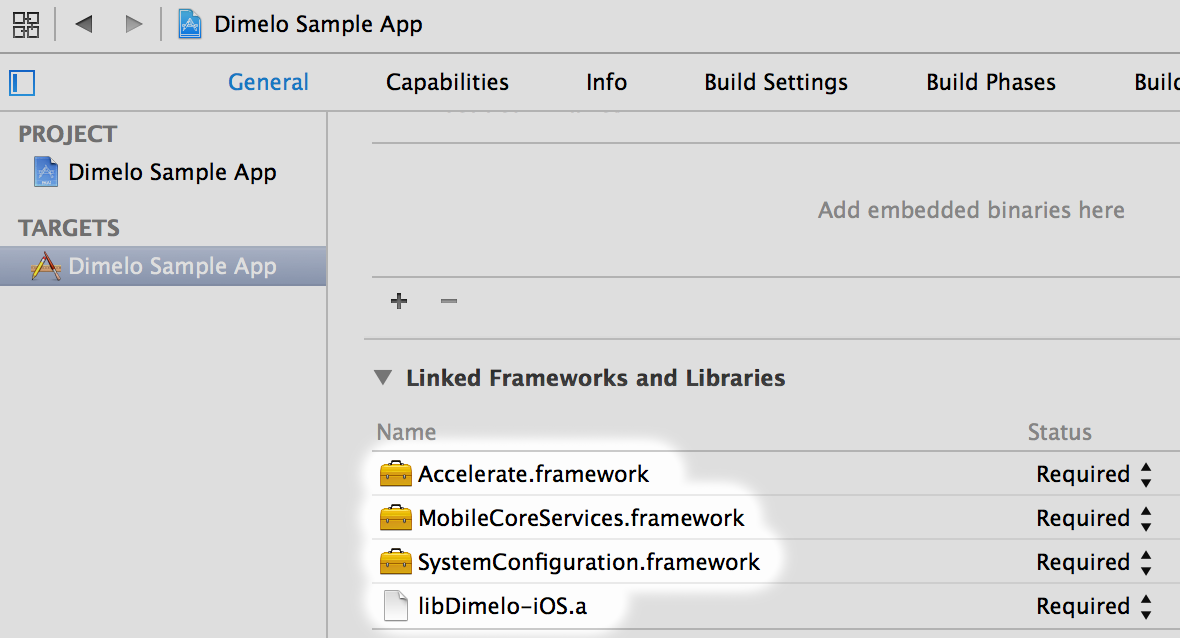 Dimelo Sample App
General Capabilities Info Build Settings Build Phases
PROJECT
Dimelo Sample App
TARGETS
Dimelo Sample App
Add embedded binaries here
Linked Frameworks and Libraries
Name Status
Accelerate.framework Required
MobileCoreServices.framework Required
SystemConfiguration.framework Required
libDimelo-iOS.a Required